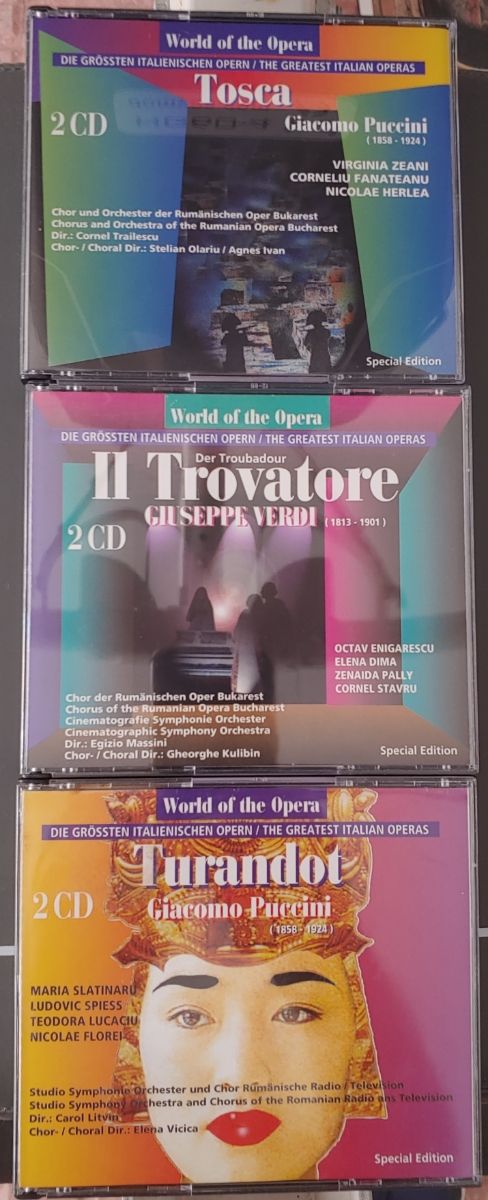 World of the Opera
DIE GRÖSSTEN ITALIENISCHEN OPERN / THE GREATEST ITALIAN OPERAS
Tosca
2 CD
Giacomo Puccini
( 1858 - 1924 )
VIRGINIA ZEANI
CORNELIU FANATEANU
NICOLAE HERLEA
Chor und Orchester der Rumänischen Oper Bukarest
Chorus and Orchestra of the Rumanian Opera Bucharest
Dir.: Cornel Trailescu
Chor- / Choral Dir.: Stelian Olariu / Agnes Ivan
Special Edition
World of the Opera
DIE GRÖSSTEN ITALIENISCHEN OPERN / THE GREATEST ITALIAN OPERAS
Der Troubadour
Il Trovatore
GIUSEPPE VERDI ( 1813 - 1901 )
2 CD
OCTAV ENIGARESCU
ELENA DIMA
ZENAIDA PALLY
CORNEL STAVRU
Chor der Rumänischen Oper Bukarest
Chorus of the Rumanian Opera Bucharest
Cinematografie Symphonie Orchester
Cinematographic Symphony Orchestra
Dir.: Egizio Massini
Chor- / Choral Dir.: Gheorghe Kulibin
Special Edition
World of the Opera
DIE GRÖSSTEN ITALIENISCHEN OPERN / THE GREATEST ITALIAN OPERAS
Turandot
2 CD
Giacomo Puccini
( 1858 - 1924 )
MARIA SLATINARU
LUDOVIC SPIESS
TEODORA LUCACIU
NICOLAE FLOREI
Studio Symphonie Orchester und Chor Rumänische Radio / Television
Studio Symphony Orchestra and Chorus of the Romanian Radio ans Television
Dir.: Carol Litvin
Chor- / Choral Dir.: Elena Vicica
Special Edition